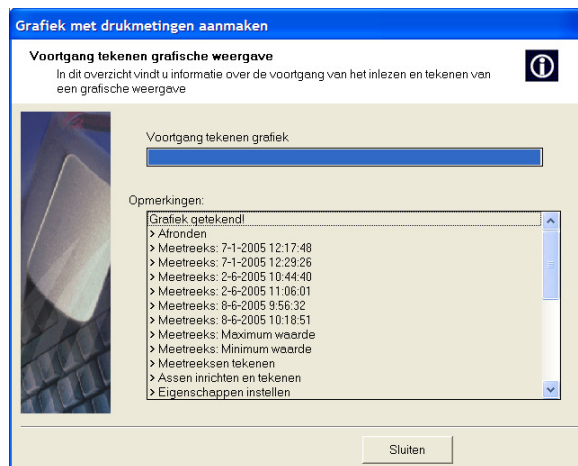 Grafiek met drukmetingen aanmaken
Voortgang tekenen grafische weergave
In dit overzicht vindt u informatie over de voortgang van het inlezen en tekenen van
een grafische weergave
Voortgang tekenen grafiek
Opmerkingen:
Grafiek getekend!
> Afronden
> Meetreeks: 7-1-2005 12:17:48
> Meetreeks: 7-1-2005 12:29:26
> Meetreeks: 2-6-2005 10:44:40
> Meetreeks: 2-6-2005 11:06:01
> Meetreeks: 8-6-2005 9:56:32
> Meetreeks: 8-6-2005 10:18:51
> Meetreeks: Maximum waarde
> Meetreeks: Minimum waarde
> Meetreeksen tekenen
> Assen inrichten en tekenen
> Eigenschappen instellen
Sluiten